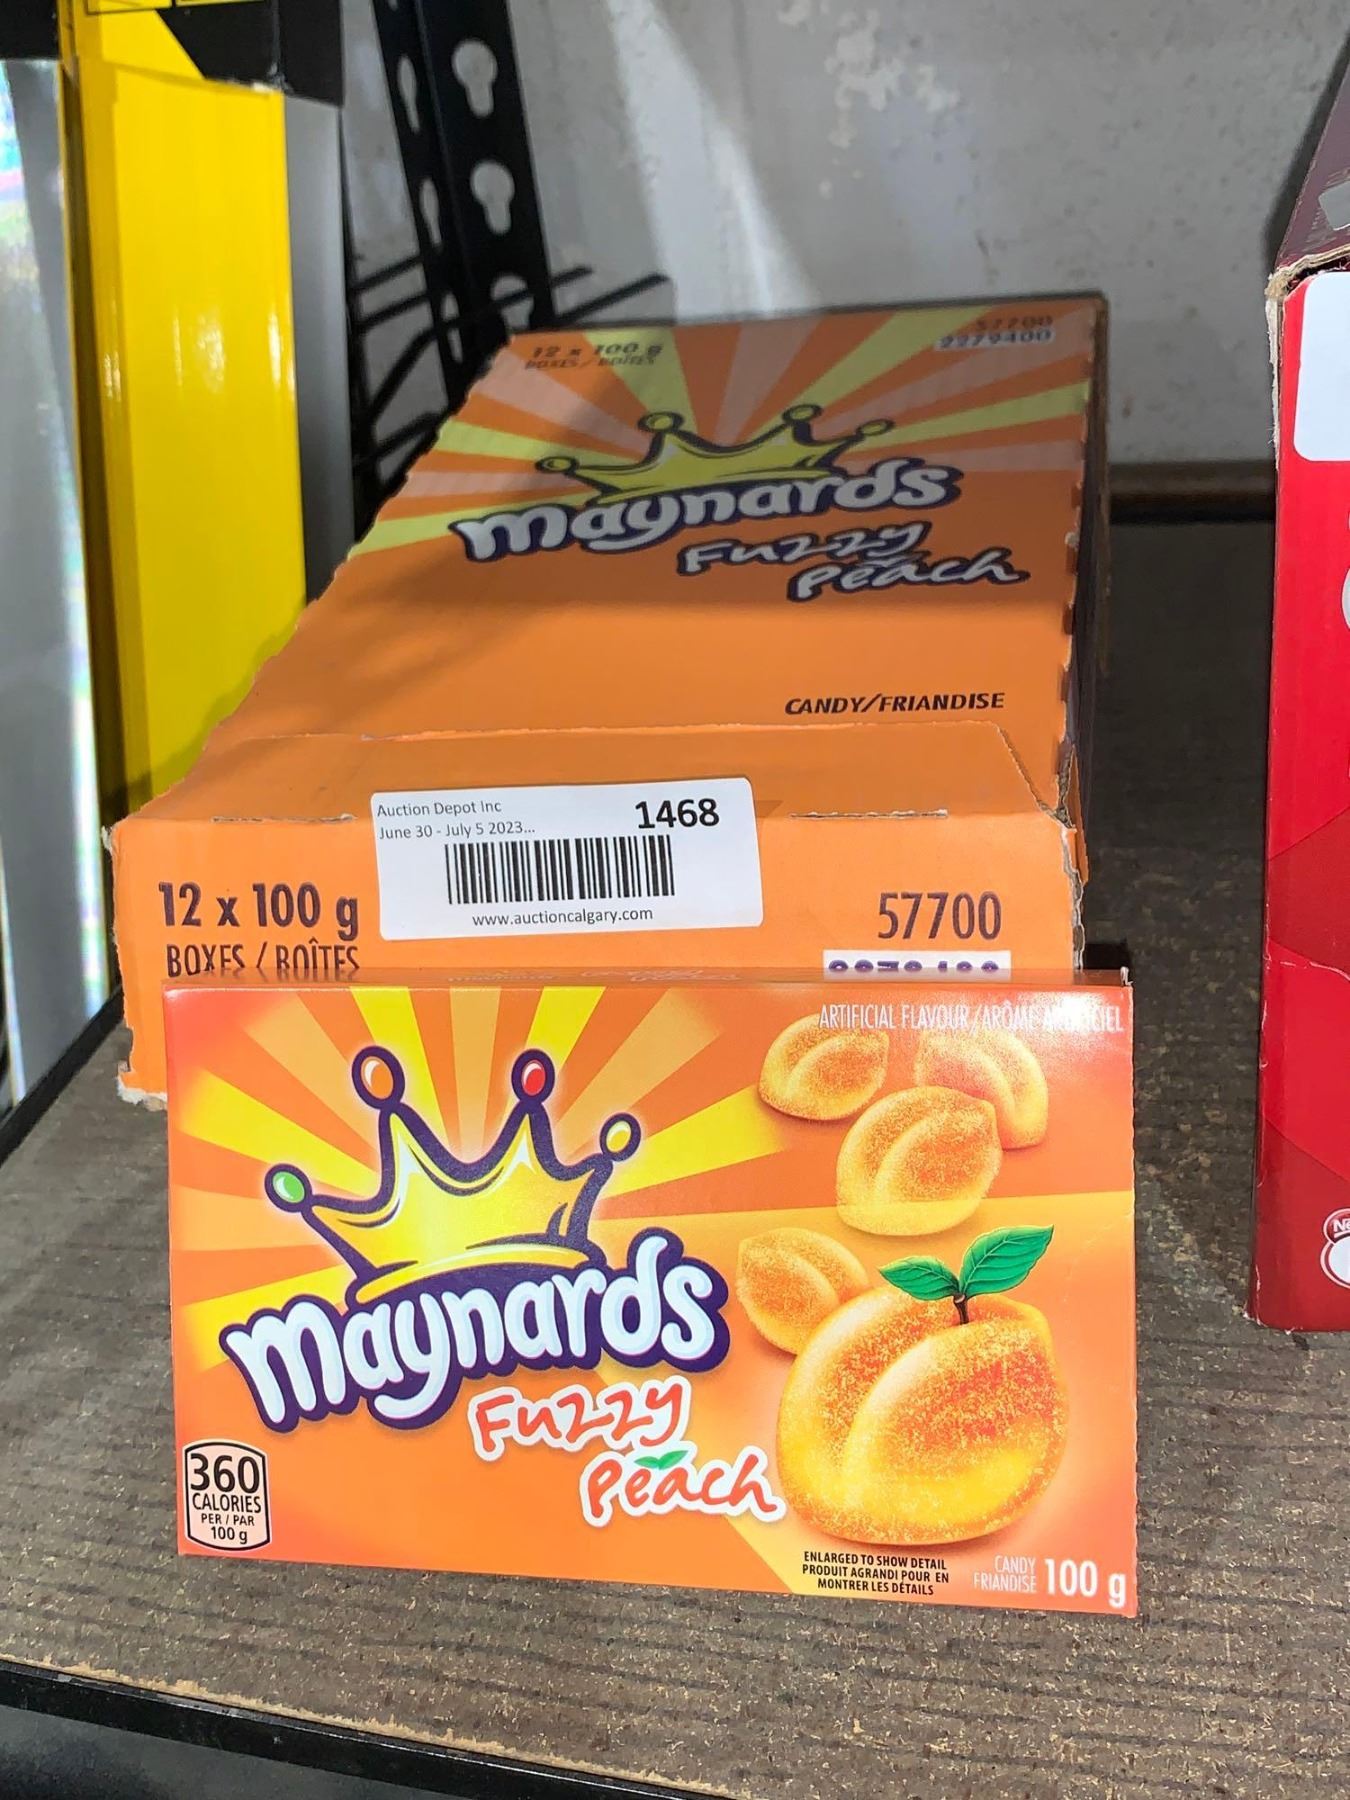 12 x 100 g
BOXES / BOÎTES
57700
2279400
maynards
Fuzzy
Peach
CANDY/FRIANDISE
Auction Depot Inc
June 30 - July 5 2023...
1468
www.auctioncalgary.com
12 x 100 g
BOXES / BOÎTES
57700
ARTIFICIAL FLAVOUR / ARÔME ARTIFICIEL
maynards
Fuzzy
Peach
360
CALORIES
PER / PAR
100 g
ENLARGED TO SHOW DETAIL
PRODUIT AGRANDI POUR EN
MONTRER LES DÉTAILS
CANDY
FRIANDISE
100 g